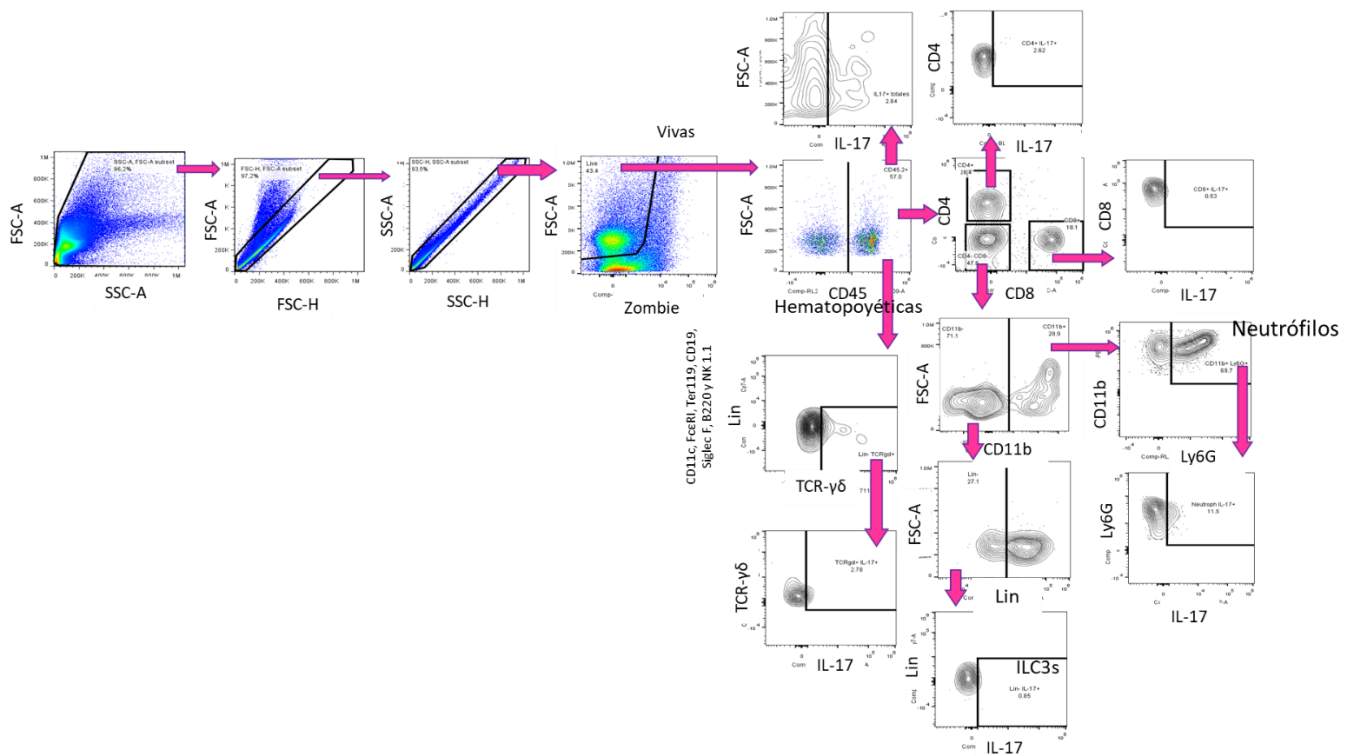 SSC-A, FSC-A subset
96,2%
FSC-A
SSC-A
FSC-H, FSC-A subset
97,2%
FSC-A
FSC-H
SSC-H, SSC-A subset
93,5%
SSC-A
SSC-H
Vivas
Live
43.4
FSC-A
Zombie
FSC-A
IL17+ totales
2.64
IL-17
CD4
CD4+ IL-17+
2.62
IL-17
FSC-A
CD45.2+
57.0
CD45
Hematopoyéticas
CD4
CD4+
CD4- CD8-
47.6
CD8+
18.1
CD8
CD8
CD8+ IL-17+
0.53
IL-17
CD11c, FcεRI, Ter119, CD19,
Siglec F, B220 y NK 1.1
Lin
Lin- TCRgd+
TCR-γδ
FSC-A
CD11b-
71.1
CD11b+
28.9
CD11b
Neutrófilos
CD11b
CD11b+ Ly6G+
69.7
Ly6G
TCR-γδ
TCRgd+ IL-17+
2.78
IL-17
FSC-A
Lin-
27.1
Lin
Ly6G
Neutroph IL-17+
11.5
IL-17
Lin
ILC3s
Lin- IL-17+
0.85
IL-17